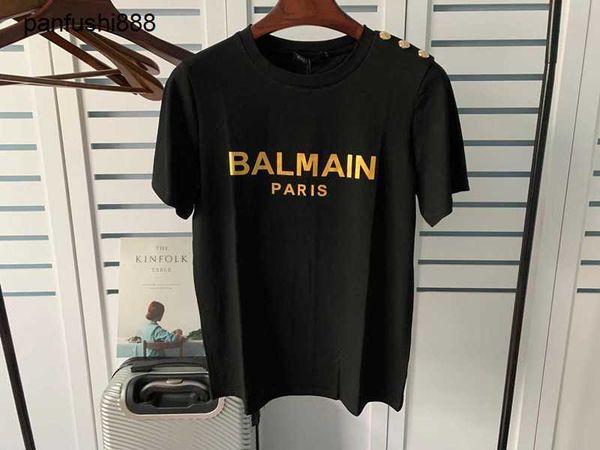 panfushi888
BALMAIN
PARIS
THE
KINFOLK
TABLE